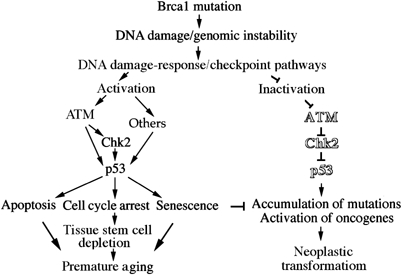 Brca1 mutation
DNA damage/genomic instability
DNA damage-response/checkpoint pathways
Activation
Inactivation
ATM
Others
Chk2
p53
ATM
Chk2
p53
Apoptosis
Cell cycle arrest
Senescence
Accumulation of mutations
Activation of oncogenes
Tissue stem cell
depletion
Premature aging
Neoplastic
transformatiom